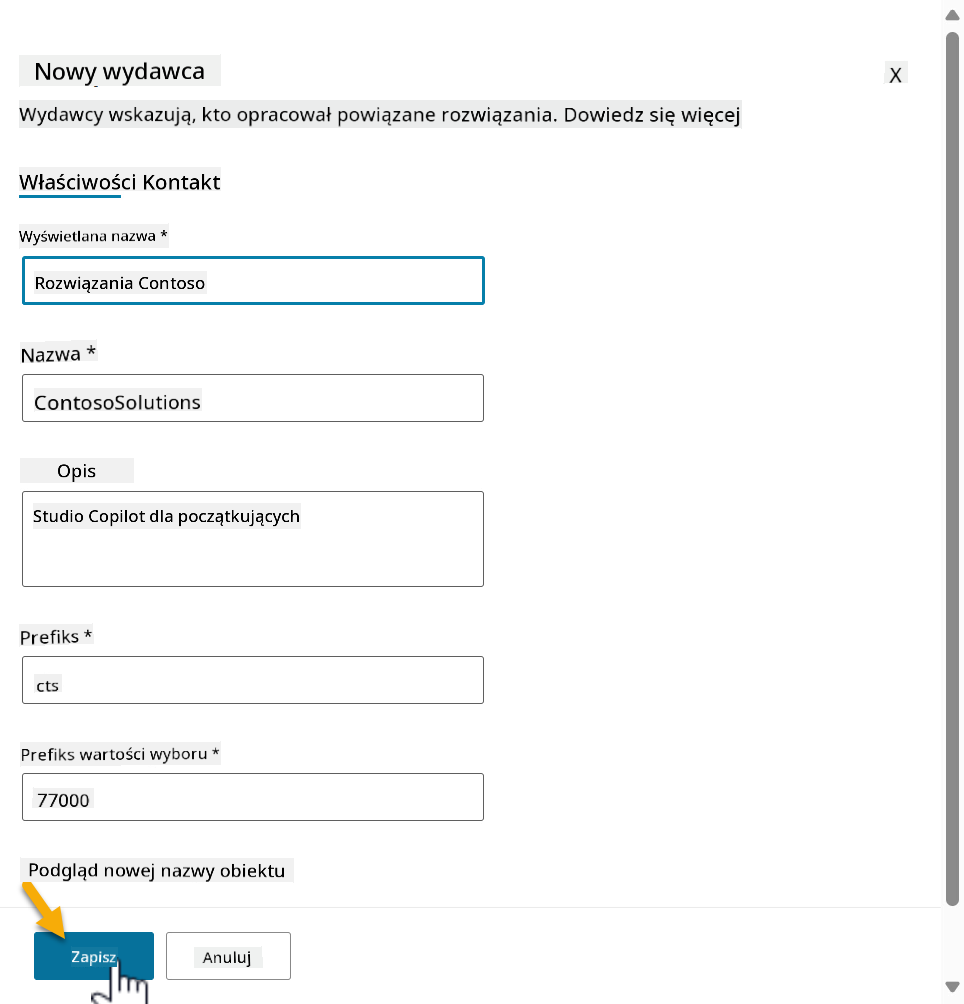 Nowy wydawca
X
Wydawcy wskazują, kto opracował powiązane rozwiązania. Dowiedz się więcej
Właściwości Kontakt
Wyświetlana nazwa *
Rozwiązania Contoso
Nazwa *
ContosoSolutions
Opis
Studio Copilot dla początkujących
Prefiks *
cts
Prefiks wartości wyboru *
77000
Podgląd nowej nazwy obiektu
Zapisz Anuluj